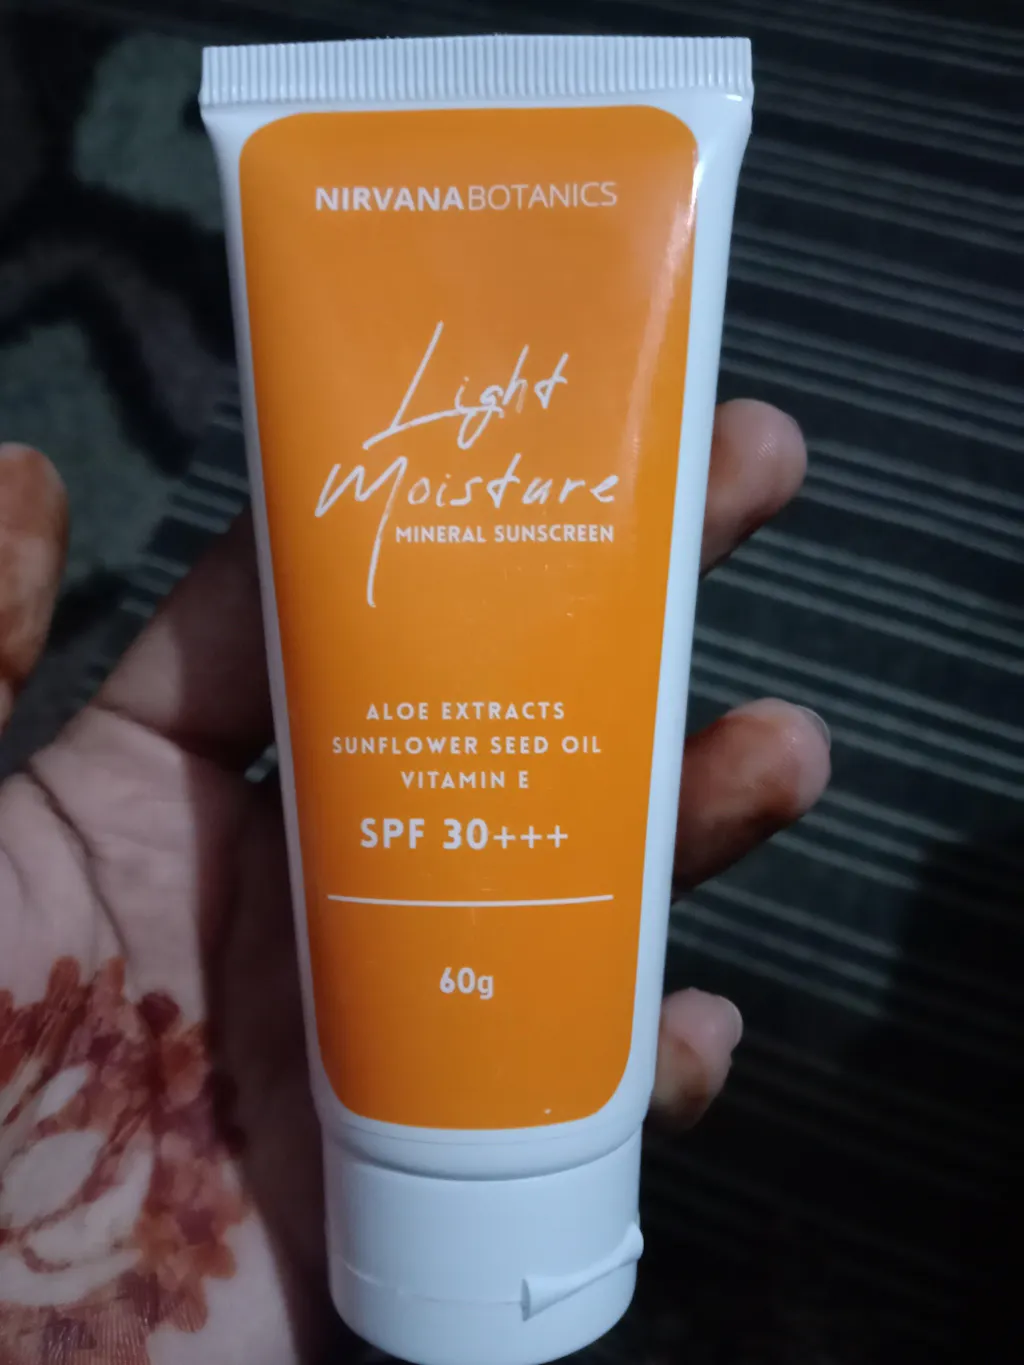 NIRVANABOTANICS
Light
Moisture
MINERAL SUNSCREEN
ALOE EXTRACTS
SUNFLOWER SEED OIL
VITAMIN E
SPF 30+++
60g